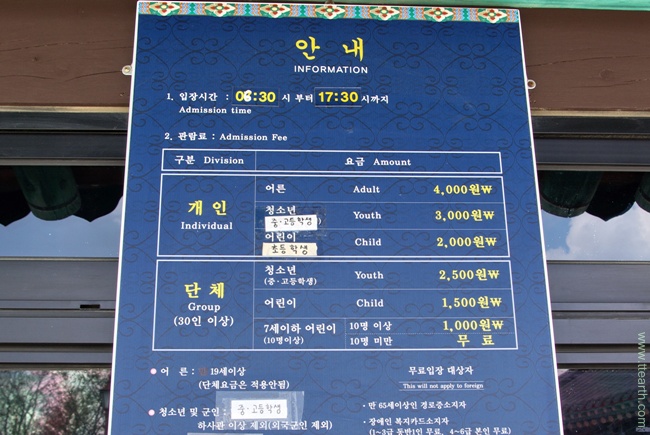 안 내
INFORMATION
1. 입장시간 : 06:30 시 부터 17:30 시까지
Admission time
2. 관람료 : Admission Fee
구분 Division 요금 Amount
개 인
Individual
어른 Adult 4,000원₩
청소년 Youth 3,000원₩
중·고등학생)
어린이 Child 2,000원₩
초등학생
단 체
Group
(30인 이상)
청소년 Youth 2,500원₩
(중·고등학생)
어린이 Child 1,500원₩
7세이하 어린이 10명 이상 1,000원₩
(10명이상) 10명 미만 무 료
● 어 른 : 19세이상
(단체요금은 적용안됨)
● 청소년 및 군인 : 중·고등학생
하사관 이상 제외(외국군인 제외)
무료입장 대상자
This will not apply to foreign
· 만 65세이상인 경로증소지자
· 장애인 복지카드소지자
(1~3급 동반1인 무료, 4~6급 본인 무료)
www.ttearth.com